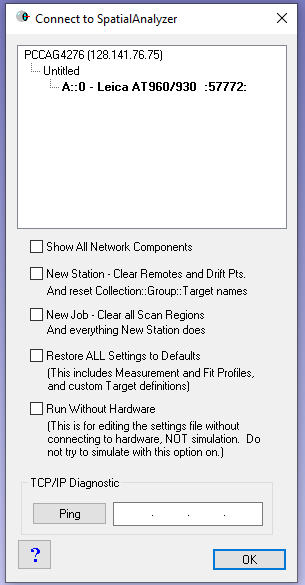 Connect to SpatialAnalyzer
PCCAG4276 (128.141.76.75)
Untitled
A::0 - Leica AT960/930 :57772:
Show All Network Components
New Station - Clear Remotes and Drift Pts.
And reset Collection::Group::Target names
New Job - Clear all Scan Regions
And everything New Station does
Restore ALL Settings to Defaults
(This includes Measurement and Fit Profiles,
and custom Target definitions)
Run Without Hardware
(This is for editing the settings file without
connecting to hardware, NOT simulation. Do
not try to simulate with this option on.)
TCP/IP Diagnostic
Ping . . .
?
OK